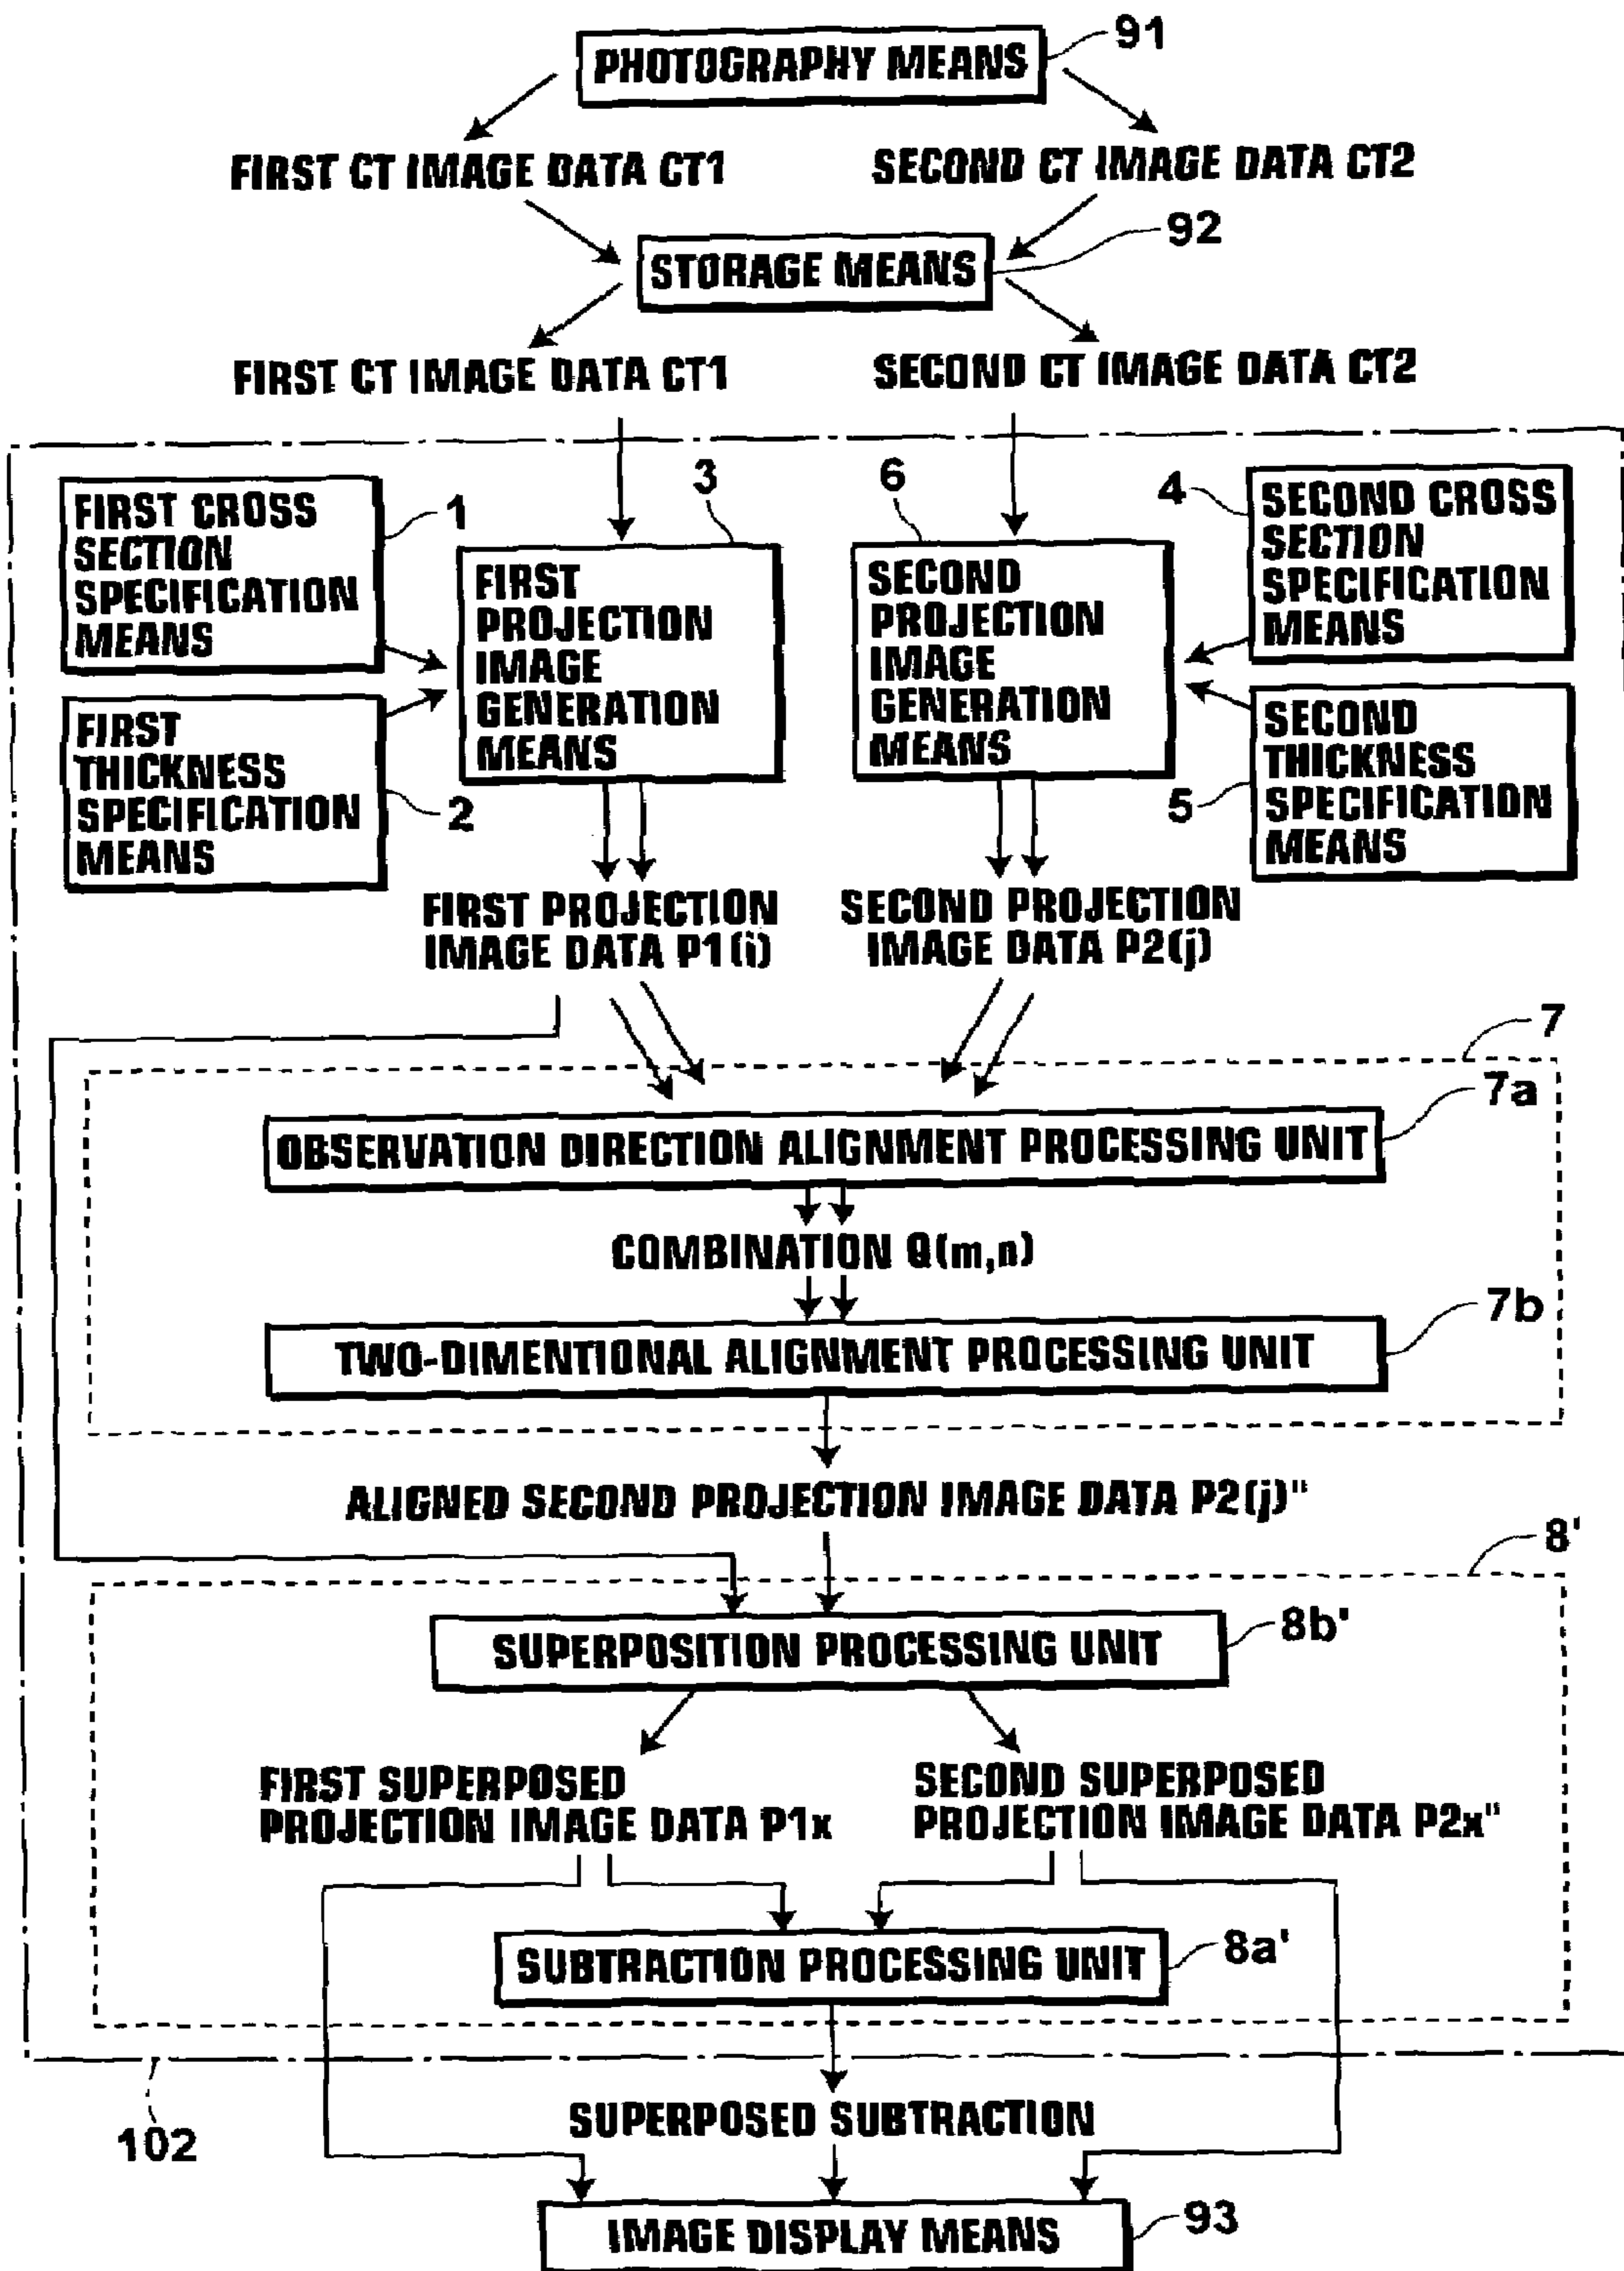 91
PHOTOGRAPHY MEANS
FIRST CT IMAGE DATA CT1
SECOND CT IMAGE DATA CT2
92
STORAGE MEANS
FIRST CT IMAGE DATA CT1
SECOND CT IMAGE DATA CT2
FIRST CROSS
SECTION
SPECIFICATION
MEANS
1
3
FIRST
PROJECTION
IMAGE
GENERATION
MEANS
6
SECOND
PROJECTION
IMAGE
GENERATION
MEANS
4
SECOND CROSS
SECTION
SPECIFICATION
MEANS
FIRST
THICKNESS
SPECIFICATION
MEANS
2
5
SECOND
THICKNESS
SPECIFICATION
MEANS
FIRST PROJECTION
IMAGE DATA P1(i)
SECOND PROJECTION
IMAGE DATA P2(j)
7
7a
OBSERVATION DIRECTION ALIGNMENT PROCESSING UNIT
COMBINATION Q(m,n)
7b
TWO-DIMENTIONAL ALIGNMENT PROCESSING UNIT
ALIGNED SECOND PROJECTION IMAGE DATA P2(j)"
8'
8b'
SUPERPOSITION PROCESSING UNIT
FIRST SUPERPOSED
PROJECTION IMAGE DATA P1x
SECOND SUPERPOSED
PROJECTION IMAGE DATA P2x"
SUBTRACTION PROCESSING UNIT
8a'
102
SUPERPOSED SUBTRACTION
IMAGE DISPLAY MEANS
93